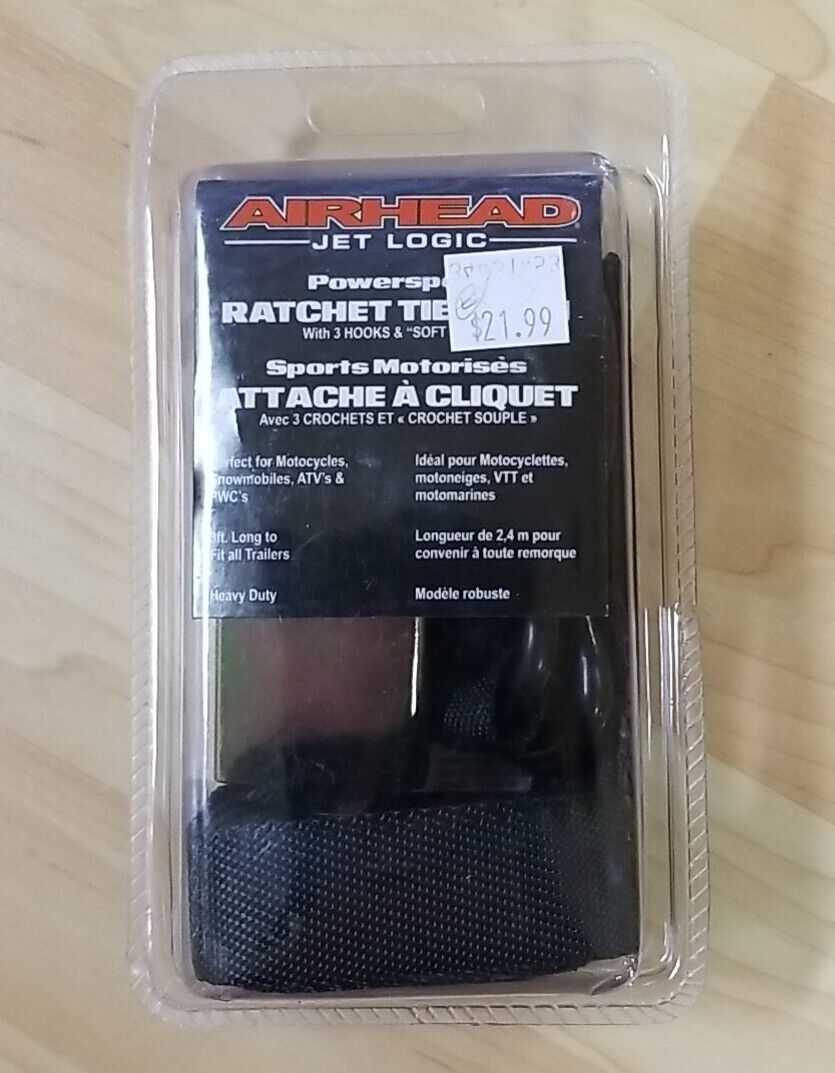 AIRHEAD
JET LOGIC
Powerspo
RATCHET TIE
With 3 HOOKS & "SOFT
$21.99
Sports Motorisès
ATTACHE À CLIQUET
Avec 3 CROCHETS ET « CROCHET SOUPLE »
rfect for Motocycles,
nowmobiles, ATV's &
WC's
Idéal pour Motocyclettes,
motoneiges, VTT et
motomarines
ft. Long to
Fit all Trailers
Longueur de 2,4 m pour
convenir à toute remorque
Heavy Duty
Modèle robuste